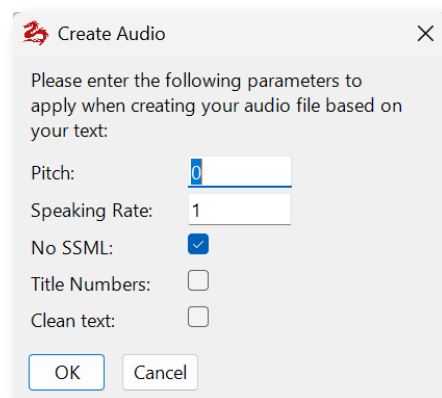 Create Audio
Please enter the following parameters to
apply when creating your audio file based on
your text:
Pitch: 0
Speaking Rate: 1
No SSML:
Title Numbers:
Clean text:
OK Cancel